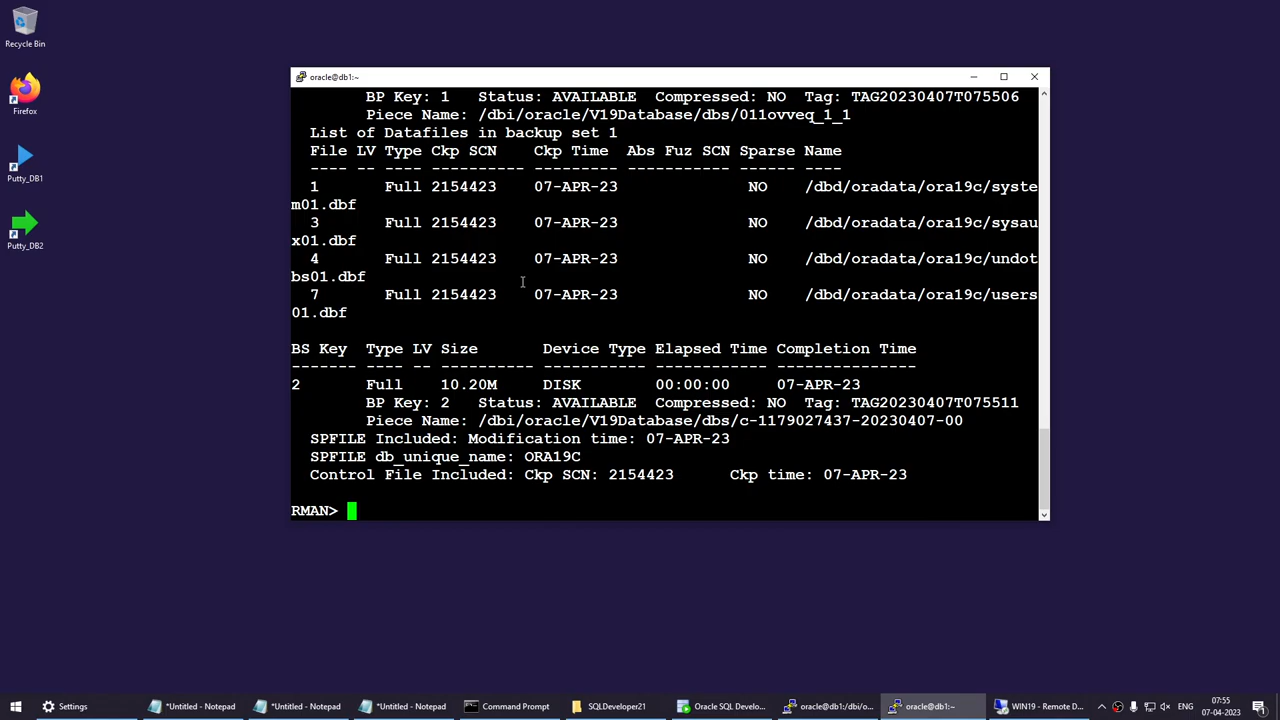 Recycle Bin
Firefox
Putty_DB1
Putty_DB2
oracle@db1:~
BP Key: 1   Status: AVAILABLE  Compressed: NO  Tag: TAG20230407T075506
Piece Name: /dbi/oracle/V19Database/dbs/011ovveq_1_1
List of Datafiles in backup set 1
File LV Type Ckp SCN    Ckp Time  Abs Fuz SCN Sparse Name
---- -- ---- ---------- --------- ----------- ------ ----
1       Full 2154423    07-APR-23              NO    /dbd/oradata/ora19c/syste
m01.dbf
3       Full 2154423    07-APR-23              NO    /dbd/oradata/ora19c/sysau
x01.dbf
4       Full 2154423    07-APR-23              NO    /dbd/oradata/ora19c/undot
bs01.dbf
7       Full 2154423    07-APR-23              NO    /dbd/oradata/ora19c/users
01.dbf
BS Key  Type LV Size       Device Type Elapsed Time Completion Time
------- ---- -- ---------- ----------- ------------ ---------------
2       Full    10.20M     DISK        00:00:00     07-APR-23
BP Key: 2   Status: AVAILABLE  Compressed: NO  Tag: TAG20230407T075511
Piece Name: /dbi/oracle/V19Database/dbs/c-1179027437-20230407-00
SPFILE Included: Modification time: 07-APR-23
SPFILE db_unique_name: ORA19C
Control File Included: Ckp SCN: 2154423      Ckp time: 07-APR-23
RMAN>
Settings
*Untitled - Notepad
*Untitled - Notepad
*Untitled - Notepad
Command Prompt
SQLDeveloper21
Oracle SQL Develo...
oracle@db1:/dbi/o...
oracle@db1:~
WIN19 - Remote D...
ENG
07:55
07-04-2023